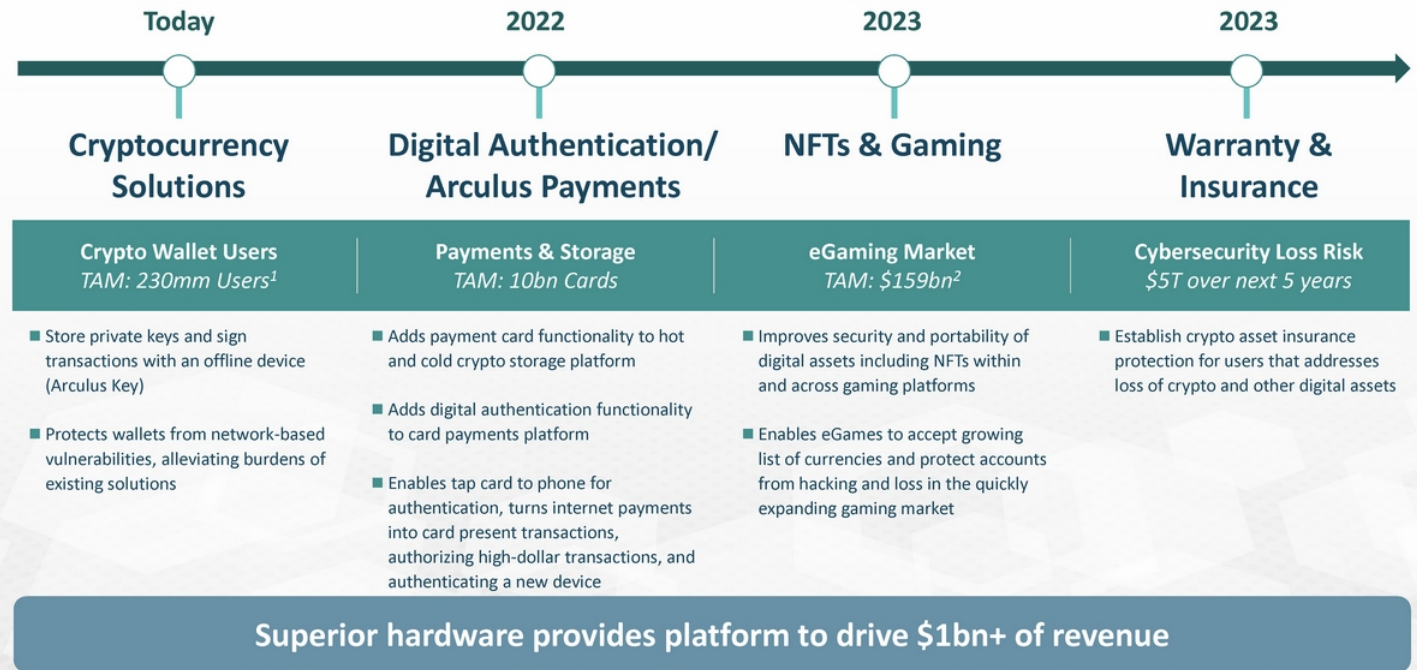 Today
2022
2023
2023
Cryptocurrency
Solutions
Digital Authentication/
Arculus Payments
NFTs & Gaming
Warranty &
Insurance
Crypto Wallet Users
TAM: 230mm Users¹
Payments & Storage
TAM: 10bn Cards
eGaming Market
TAM: $159bn²
Cybersecurity Loss Risk
$5T over next 5 years
■ Store private keys and sign
transactions with an offline device
(Arculus Key)
■ Protects wallets from network-based
vulnerabilities, alleviating burdens of
existing solutions
■ Adds payment card functionality to hot
and cold crypto storage platform
■ Adds digital authentication functionality
to card payments platform
■ Enables tap card to phone for
authentication, turns internet payments
into card present transactions,
authorizing high-dollar transactions, and
authenticating a new device
■ Improves security and portability of
digital assets including NFTs within
and across gaming platforms
■ Enables eGames to accept growing
list of currencies and protect accounts
from hacking and loss in the quickly
expanding gaming market
■ Establish crypto asset insurance
protection for users that addresses
loss of crypto and other digital assets
Superior hardware provides platform to drive $1bn+ of revenue